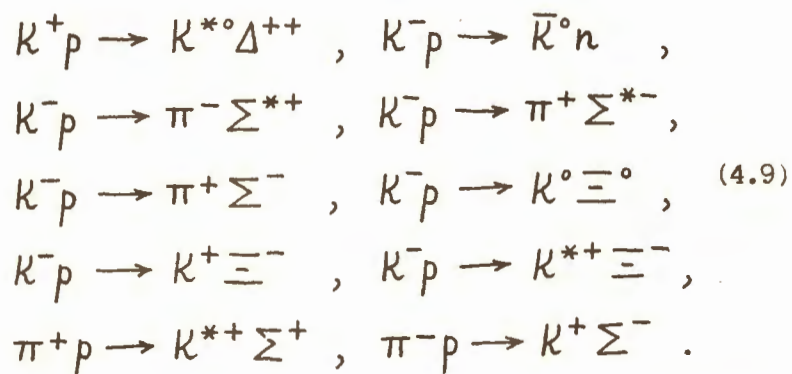 K⁺p → K*°Δ⁺⁺ , K⁻p → K̄°n ,
K⁻p → π⁻Σ*⁺ , K⁻p → π⁺Σ*⁻ ,
K⁻p → π⁺Σ⁻ , K⁻p → K°Ξ° , (4.9)
K⁻p → K⁺Ξ⁻ , K⁻p → K*⁺Ξ⁻ ,
π⁺p → K*⁺Σ⁺ , π⁻p → K⁺Σ⁻ .